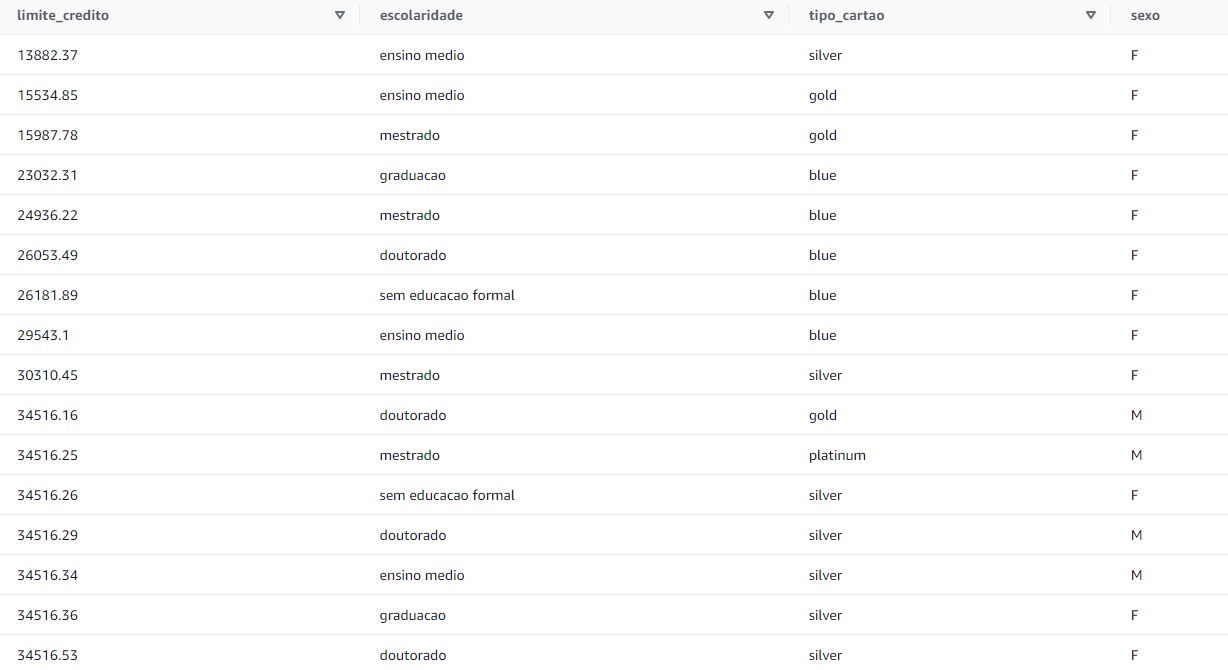 limite_credito escolaridade tipo_cartao sexo
13882.37 ensino medio silver F
15534.85 ensino medio gold F
15987.78 mestrado gold F
23032.31 graduacao blue F
24936.22 mestrado blue F
26053.49 doutorado blue F
26181.89 sem educacao formal blue F
29543.1 ensino medio blue F
30310.45 mestrado silver F
34516.16 doutorado gold M
34516.25 mestrado platinum M
34516.26 sem educacao formal silver F
34516.29 doutorado silver M
34516.34 ensino medio silver M
34516.36 graduacao silver F
34516.53 doutorado silver F